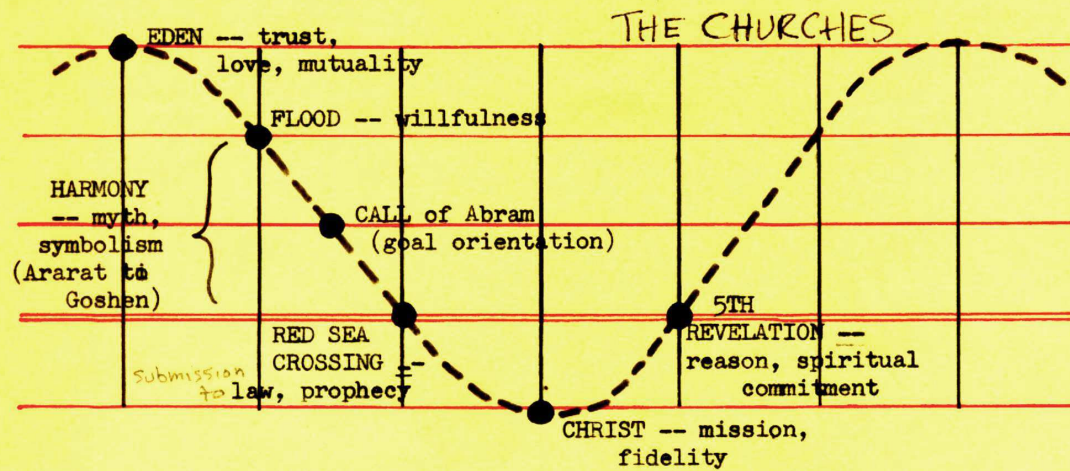 THE CHURCHES
EDEN -- trust,
love, mutuality
FLOOD -- willfulness
HARMONY
-- myth,
symbolism
(Ararat to
Goshen)
CALL of Abram
(goal orientation)
RED SEA
CROSSING --
submission
to law, prophecy
5TH
REVELATION --
reason, spiritual
commitment
CHRIST -- mission,
fidelity